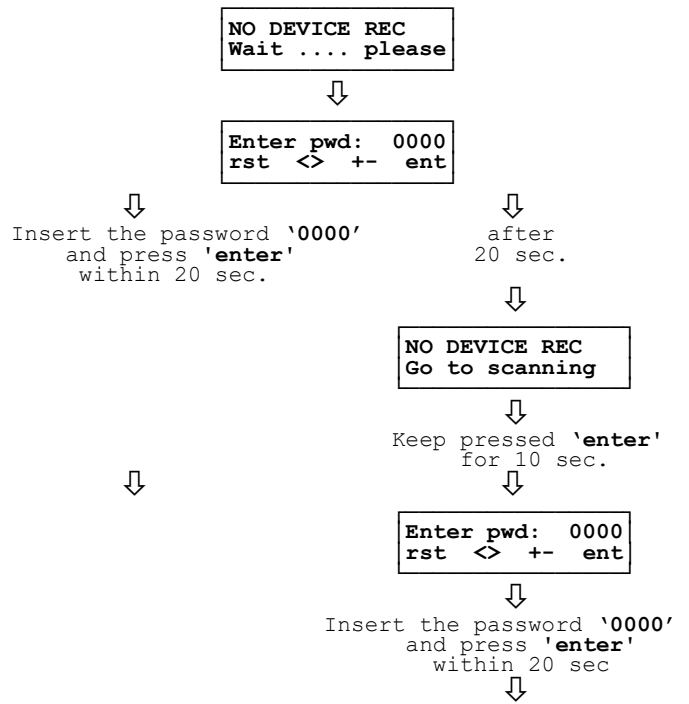 NO DEVICE REC
Wait .... please
Enter pwd:  0000
rst  <>  +-  ent
Insert the password ‘0000’
and press 'enter'
within 20 sec.
after
20 sec.
NO DEVICE REC
Go to scanning
Keep pressed ‘enter'
for 10 sec.
Enter pwd:  0000
rst  <>  +-  ent
Insert the password ‘0000’
and press 'enter'
within 20 sec